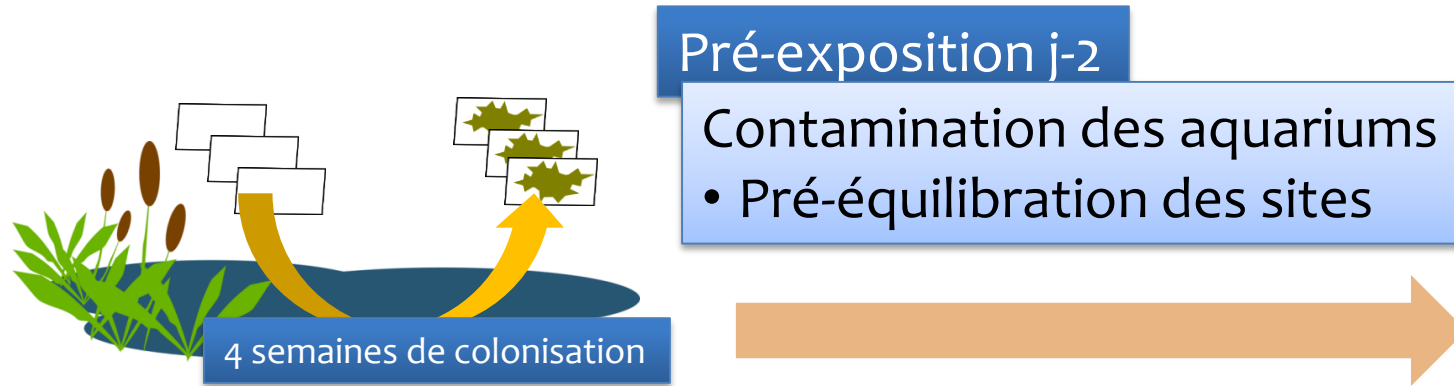 Pré-exposition j-2
Contamination des aquariums
• Pré-équilibration des sites
4 semaines de colonisation